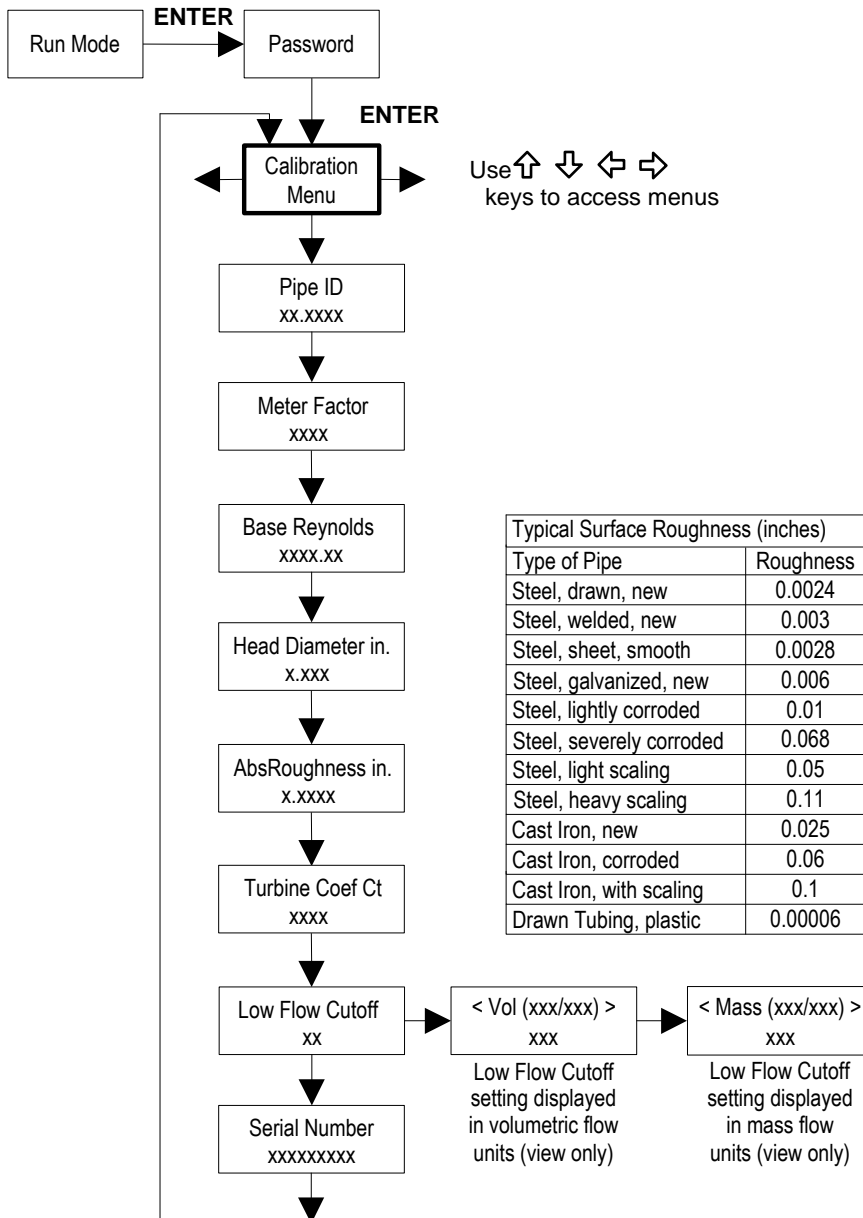 ENTER
Run Mode
Password
ENTER
Calibration
Menu
Use ⇧ ⇩ ⇦ ⇨
keys to access menus
Pipe ID
xx.xxxx
Meter Factor
xxxx
Base Reynolds
xxxx.xx
Head Diameter in.
x.xxx
AbsRoughness in.
x.xxxx
Turbine Coef Ct
xxxx
Typical Surface Roughness (inches)
Type of Pipe Roughness
Steel, drawn, new 0.0024
Steel, welded, new 0.003
Steel, sheet, smooth 0.0028
Steel, galvanized, new 0.006
Steel, lightly corroded 0.01
Steel, severely corroded 0.068
Steel, light scaling 0.05
Steel, heavy scaling 0.11
Cast Iron, new 0.025
Cast Iron, corroded 0.06
Cast Iron, with scaling 0.1
Drawn Tubing, plastic 0.00006
Low Flow Cutoff
xx
< Vol (xxx/xxx) >
xxx
< Mass (xxx/xxx) >
xxx
Low Flow Cutoff
setting displayed
in volumetric flow
units (view only)
Low Flow Cutoff
setting displayed
in mass flow
units (view only)
Serial Number
xxxxxxxxx